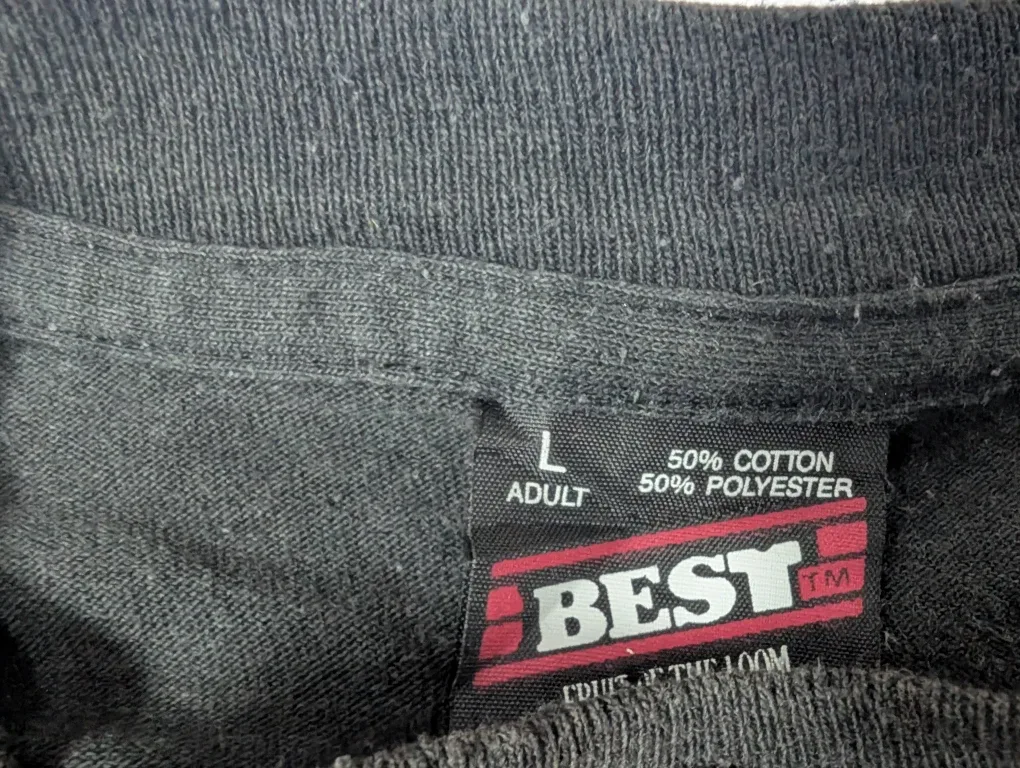 L
ADULT
50% COTTON
50% POLYESTER
BEST TM
FRUIT OF THE LOOM